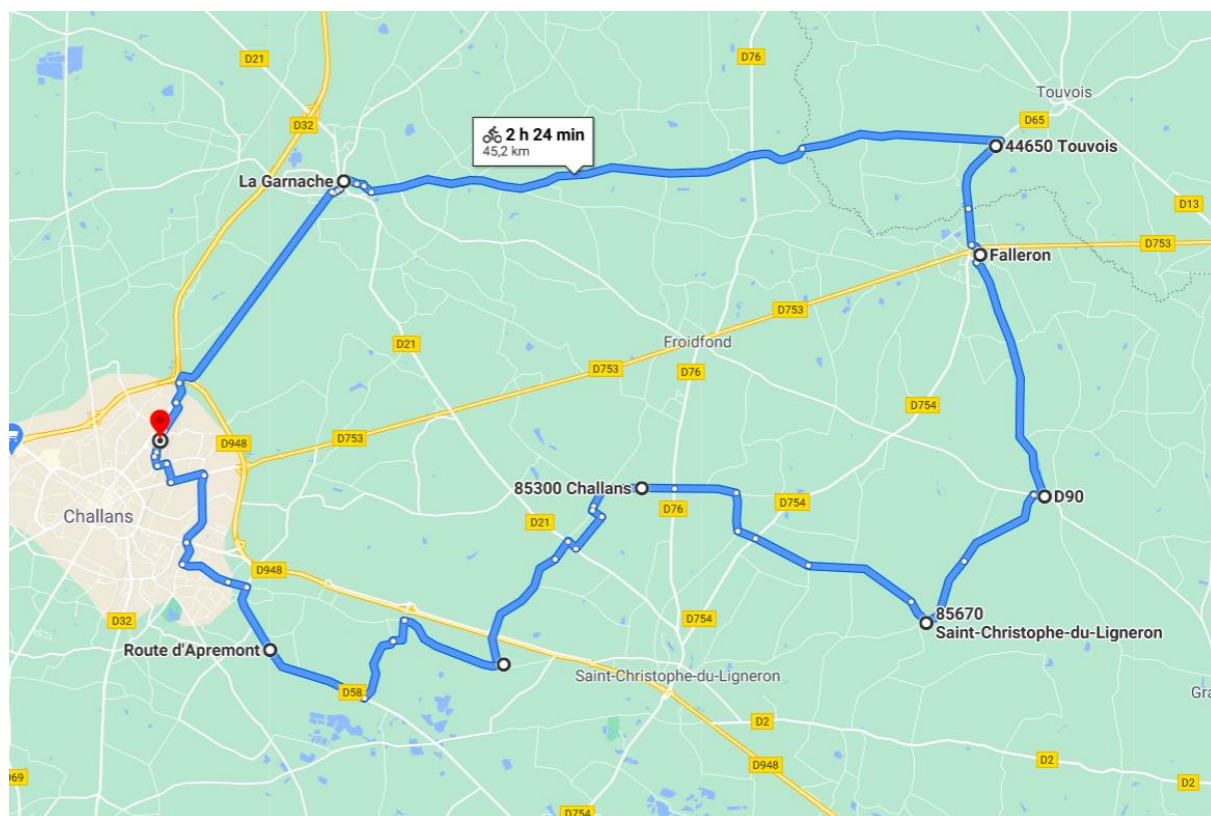 D21
D76
Touvois
D32
2 h 24 min
45,2 km
D65
44650 Touvois
La Garnache
D13
D753
D753
Falleron
D753
D21
Froidfond
D76
D753
D754
D948
D753
85300 Challans
D90
Challans
D21
D76
D754
D948
D32
D754
85670
Saint-Christophe-du-Ligneron
Route d'Apremont
Saint-Christophe-du-Ligneron
D58
Gra
D2
D948
D2
D69
D2
D754